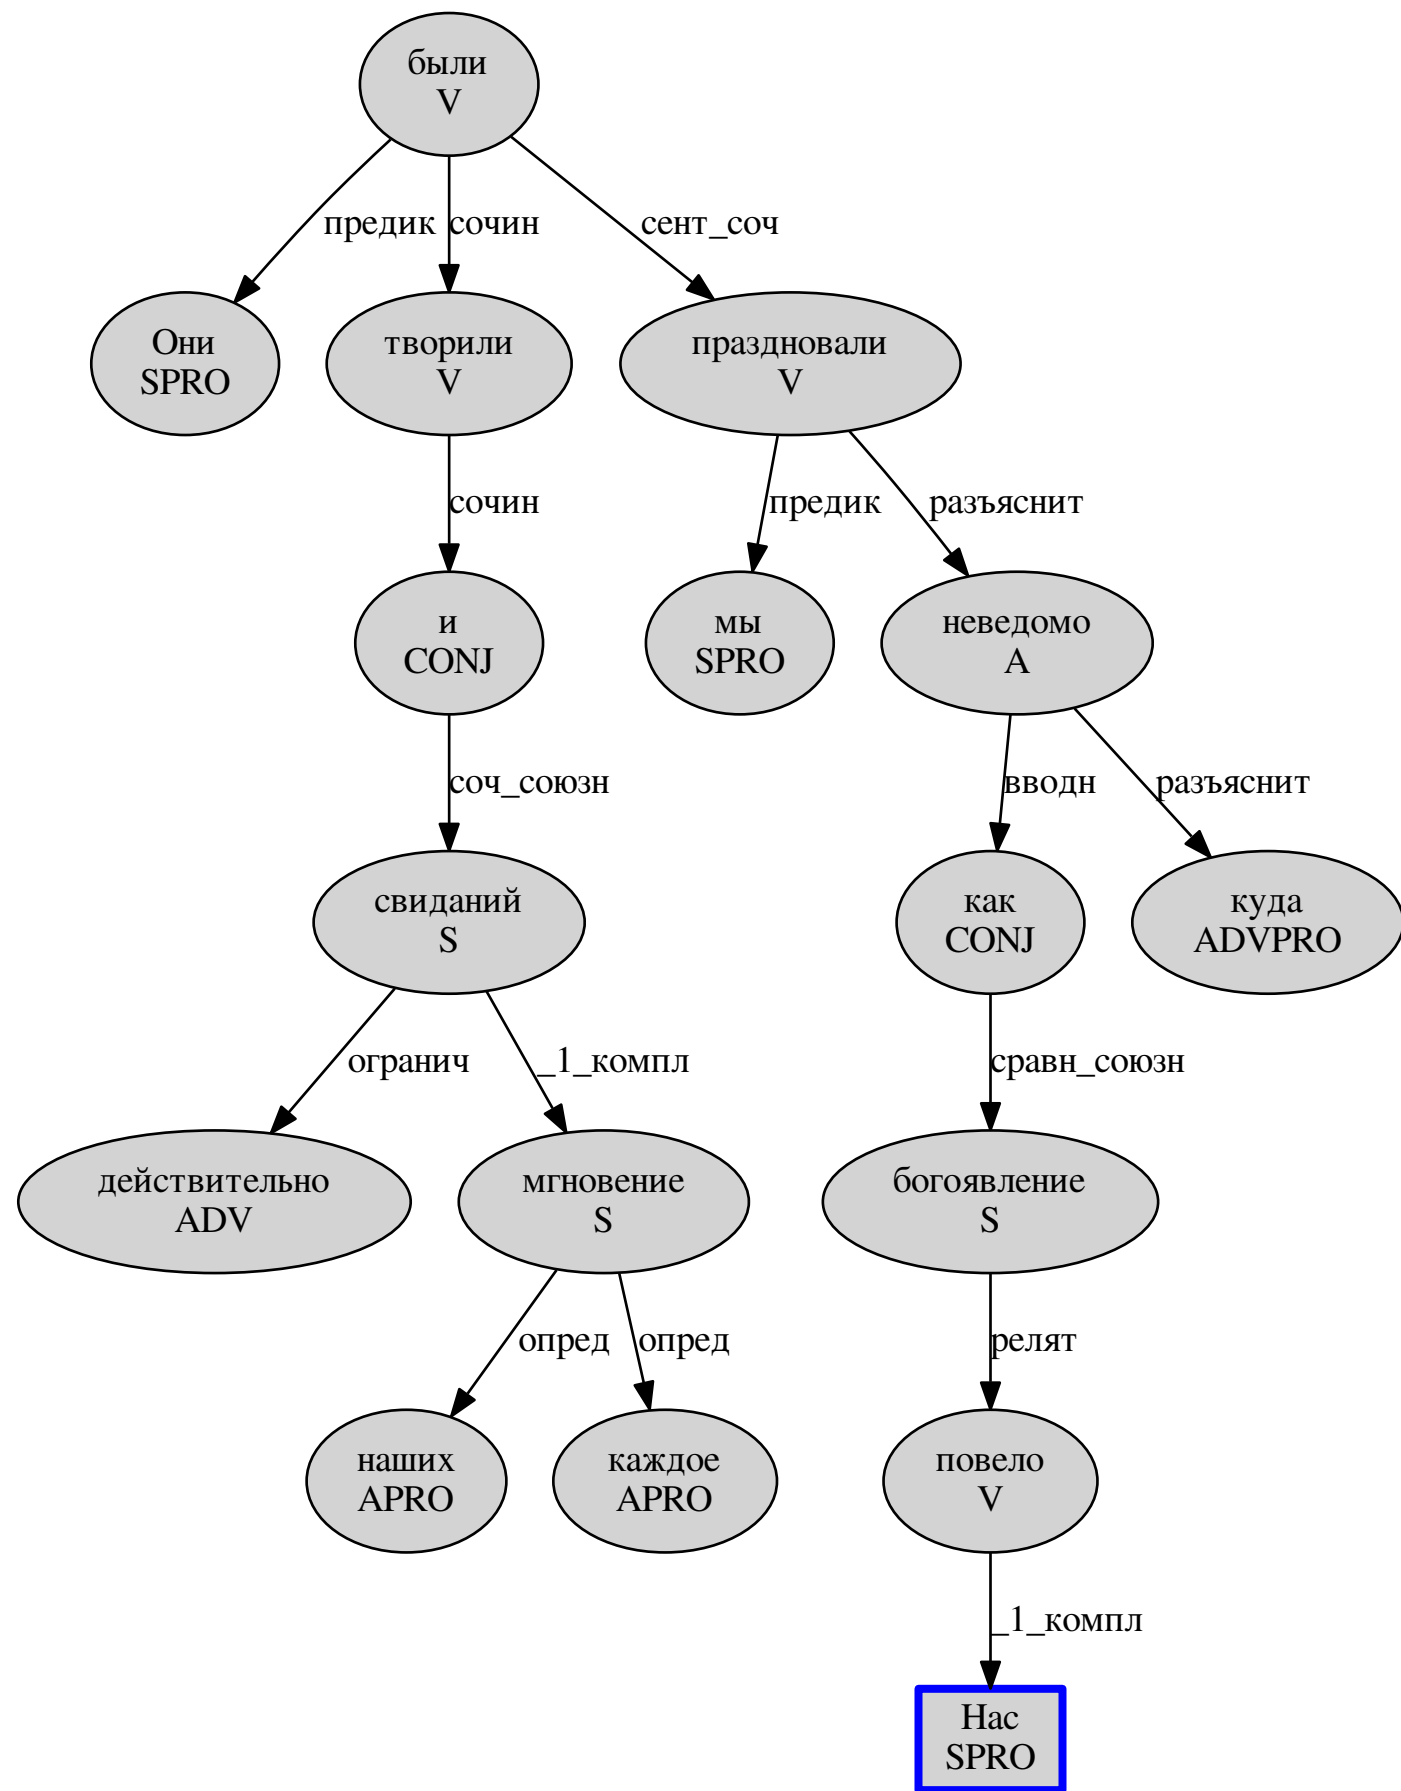 были
V
предик
сочин
сент_соч
Они
SPRO
творили
V
праздновали
V
сочин
предик
разъяснит
и
CONJ
мы
SPRO
неведомо
A
соч_союзн
вводн
разъяснит
свиданий
S
как
CONJ
куда
ADVPRO
огранич
_1_компл
сравн_союзн
действительно
ADV
мгновение
S
богоявление
S
опред
опред
релят
наших
APRO
каждое
APRO
повело
V
_1_компл
Нас
SPRO